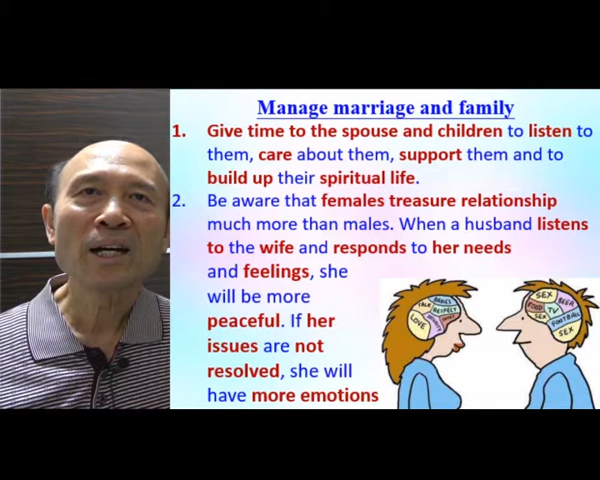 Manage marriage and family
1. Give time to the spouse and children to listen to
them, care about them, support them and to
build up their spiritual life.
2. Be aware that females treasure relationship
much more than males. When a husband listens
to the wife and responds to her needs
and feelings, she
will be more
peaceful. If her
issues are not
resolved, she will
have more emotions
BABIES
TALK
RESPECT
LOVE
SEX
BEER
FOOD
TV
SEX
FOOTBALL
SEX